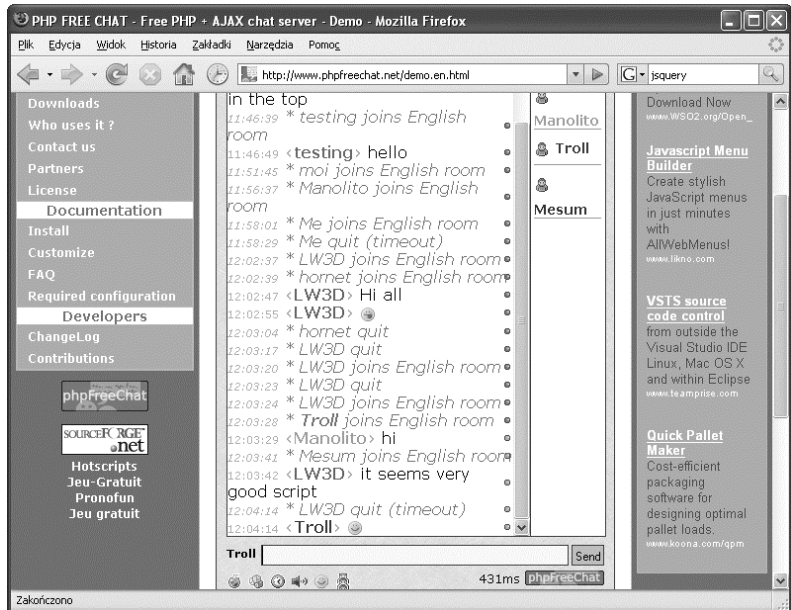 PHP FREE CHAT - Free PHP + AJAX chat server - Demo - Mozilla Firefox
Plik Edycja Widok Historia Zakładki Narzędzia Pomoc
http://www.phpfreechat.net/demo.en.html
jsquery
Downloads
Who uses it ?
Contact us
Partners
License
Documentation
Install
Customize
FAQ
Required configuration
Developers
ChangeLog
Contributions
phpFreeChat
SOURCEFORGE
.net
Hotscripts
Jeu-Gratuit
Pronofun
Jeu gratuit
in the top
11:46:39 * testing joins English
room
11:46:49 <testing> hello
11:51:45 * moi joins English room
11:56:37 * Manolito joins English
room
11:58:01 * Me joins English room
11:58:29 * Me quit (timeout)
12:02:37 * LW3D joins English room
12:02:39 * hornet joins English room
12:02:47 <LW3D> Hi all
12:02:55 <LW3D>
12:03:04 * hornet quit
12:03:17 * LW3D quit
12:03:20 * LW3D joins English room
12:03:23 * LW3D quit
12:03:24 * LW3D joins English room
12:03:28 * Troll joins English room
12:03:29 <Manolito> hi
12:03:41 * Mesum joins English room
12:03:42 <LW3D> it seems very
good script
12:04:14 * LW3D quit (timeout)
12:04:14 <Troll>
Manolito
Troll
Mesum
Troll
Send
431ms phpFreeChat
Download Now
www.WSO2.org/Open_
Javascript Menu
Builder
Create stylish
JavaScript menus
in just minutes
with
AllWebMenus!
www.likno.com
VSTS source
code control
from outside the
Visual Studio IDE
Linux, Mac OS X
and within Eclipse
www.teamprise.com
Quick Pallet
Maker
Cost-efficient
packaging
software for
designing optimal
pallet loads.
www.koona.com/qpm
Zakończono